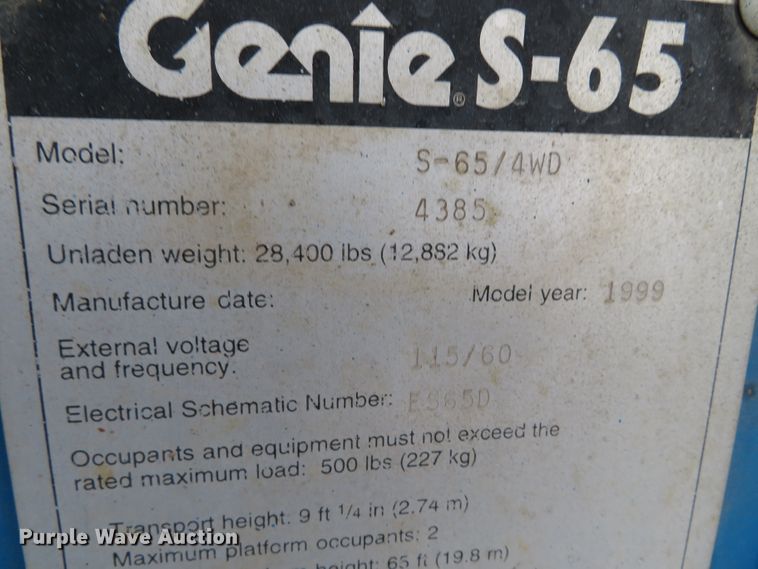 Genie® S-65
Model: S-65/4WD
Serial number: 4385
Unladen weight: 28,400 lbs (12,882 kg)
Manufacture date: Model year: 1999
External voltage
and frequency: 115/60
Electrical Schematic Number: ES65D
Occupants and equipment must not exceed the
rated maximum load: 500 lbs (227 kg)
Transport height: 9 ft 1/4 in (2.74 m)
Maximum platform occupants: 2
height: 65 ft (19.8 m)
Purple Wave Auction